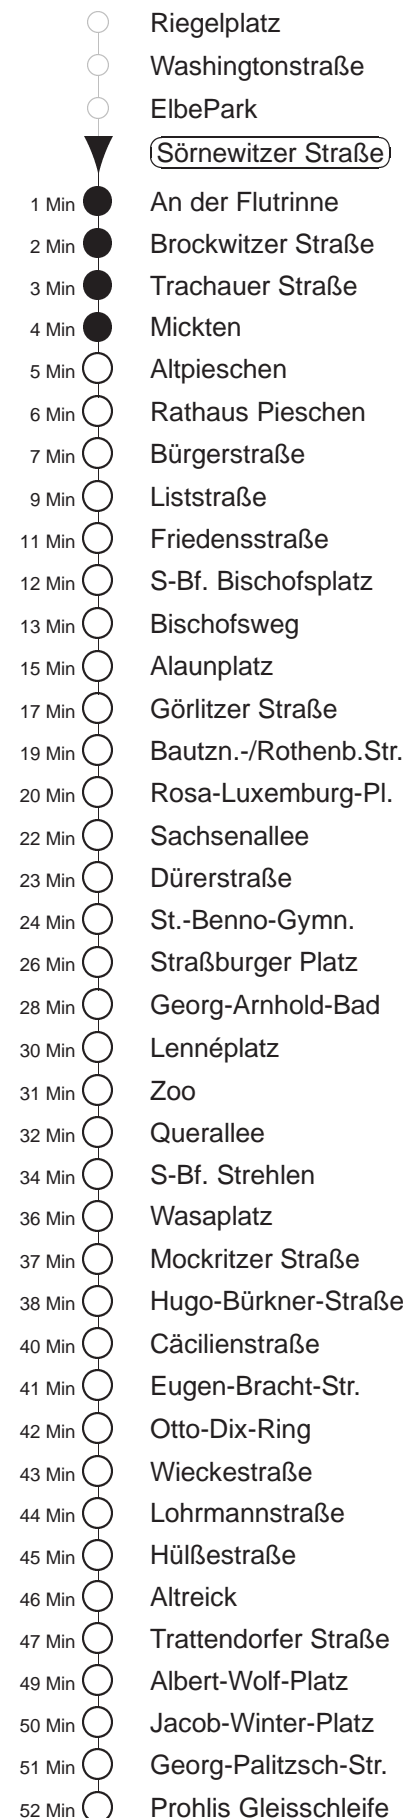 Riegelplatz
Washingtonstraße
ElbePark
Sörnewitzer Straße
1 Min An der Flutrinne
2 Min Brockwitzer Straße
3 Min Trachauer Straße
4 Min Mickten
5 Min Altpieschen
6 Min Rathaus Pieschen
7 Min Bürgerstraße
9 Min Liststraße
11 Min Friedensstraße
12 Min S-Bf. Bischofsplatz
13 Min Bischofsweg
15 Min Alaunplatz
17 Min Görlitzer Straße
19 Min Bautzn.-/Rothenb.Str.
20 Min Rosa-Luxemburg-Pl.
22 Min Sachsenallee
23 Min Dürerstraße
24 Min St.-Benno-Gymn.
26 Min Straßburger Platz
28 Min Georg-Arnhold-Bad
30 Min Lennéplatz
31 Min Zoo
32 Min Querallee
34 Min S-Bf. Strehlen
36 Min Wasaplatz
37 Min Mockritzer Straße
38 Min Hugo-Bürkner-Straße
40 Min Cäcilienstraße
41 Min Eugen-Bracht-Str.
42 Min Otto-Dix-Ring
43 Min Wieckestraße
44 Min Lohrmannstraße
45 Min Hülßestraße
46 Min Altreick
47 Min Trattendorfer Straße
49 Min Albert-Wolf-Platz
50 Min Jacob-Winter-Platz
51 Min Georg-Palitzsch-Str.
52 Min Prohlis Gleisschleife